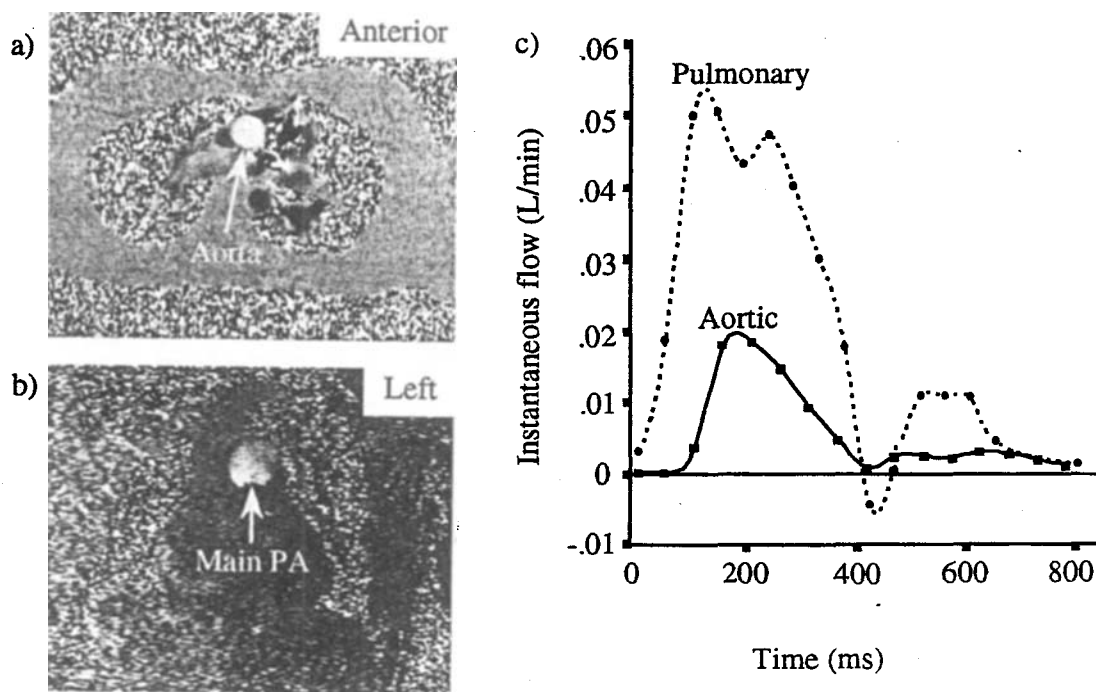 a)
Anterior
Aorta
b)
Left
Main PA
c)
.06
.05
.04
.03
.02
.01
0
-.01
Instantaneous flow (L/min)
Pulmonary
Aortic
0 200 400 600 800
Time (ms)